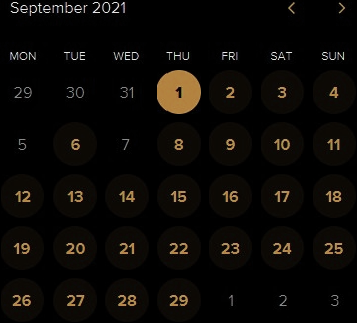 September 2021
MON TUE WED THU FRI SAT SUN
29 30 31 1 2 3 4
5 6 7 8 9 10 11
12 13 14 15 16 17 18
19 20 21 22 23 24 25
26 27 28 29 1 2 3